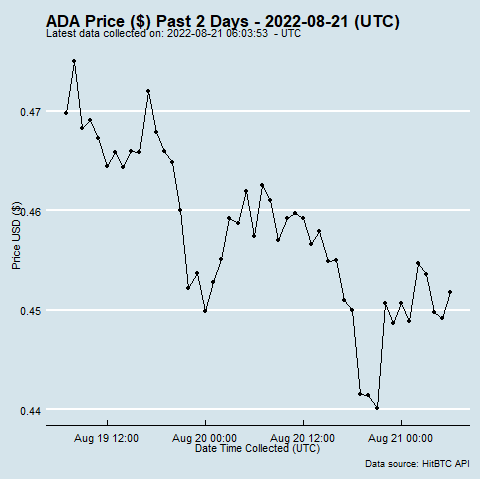 ADA Price ($) Past 2 Days - 2022-08-21 (UTC)
Latest data collected on: 2022-08-21 06:03:53  - UTC
0.47
0.46
0.45
0.44
Price USD ($)
Aug 19 12:00
Aug 20 00:00
Aug 20 12:00
Aug 21 00:00
Date Time Collected (UTC)
Data source: HitBTC API